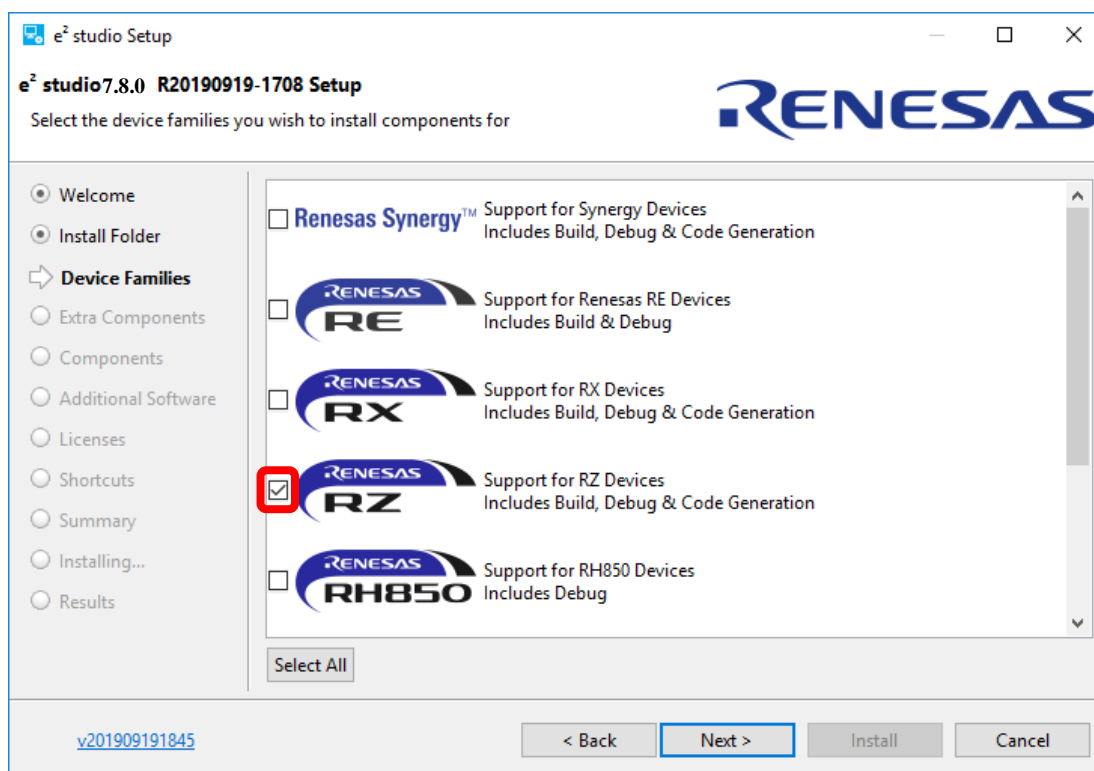 e² studio Setup
e² studio7.8.0 R20190919-1708 Setup
Select the device families you wish to install components for
RENESAS
Welcome
Install Folder
Device Families
Extra Components
Components
Additional Software
Licenses
Shortcuts
Summary
Installing...
Results
Renesas Synergy™
Support for Synergy Devices
Includes Build, Debug & Code Generation
RENESAS
RE
Support for Renesas RE Devices
Includes Build & Debug
RENESAS
RX
Support for RX Devices
Includes Build, Debug & Code Generation
RENESAS
RZ
Support for RZ Devices
Includes Build, Debug & Code Generation
RENESAS
RH850
Support for RH850 Devices
Includes Debug
Select All
v201909191845
< Back
Next >
Install
Cancel